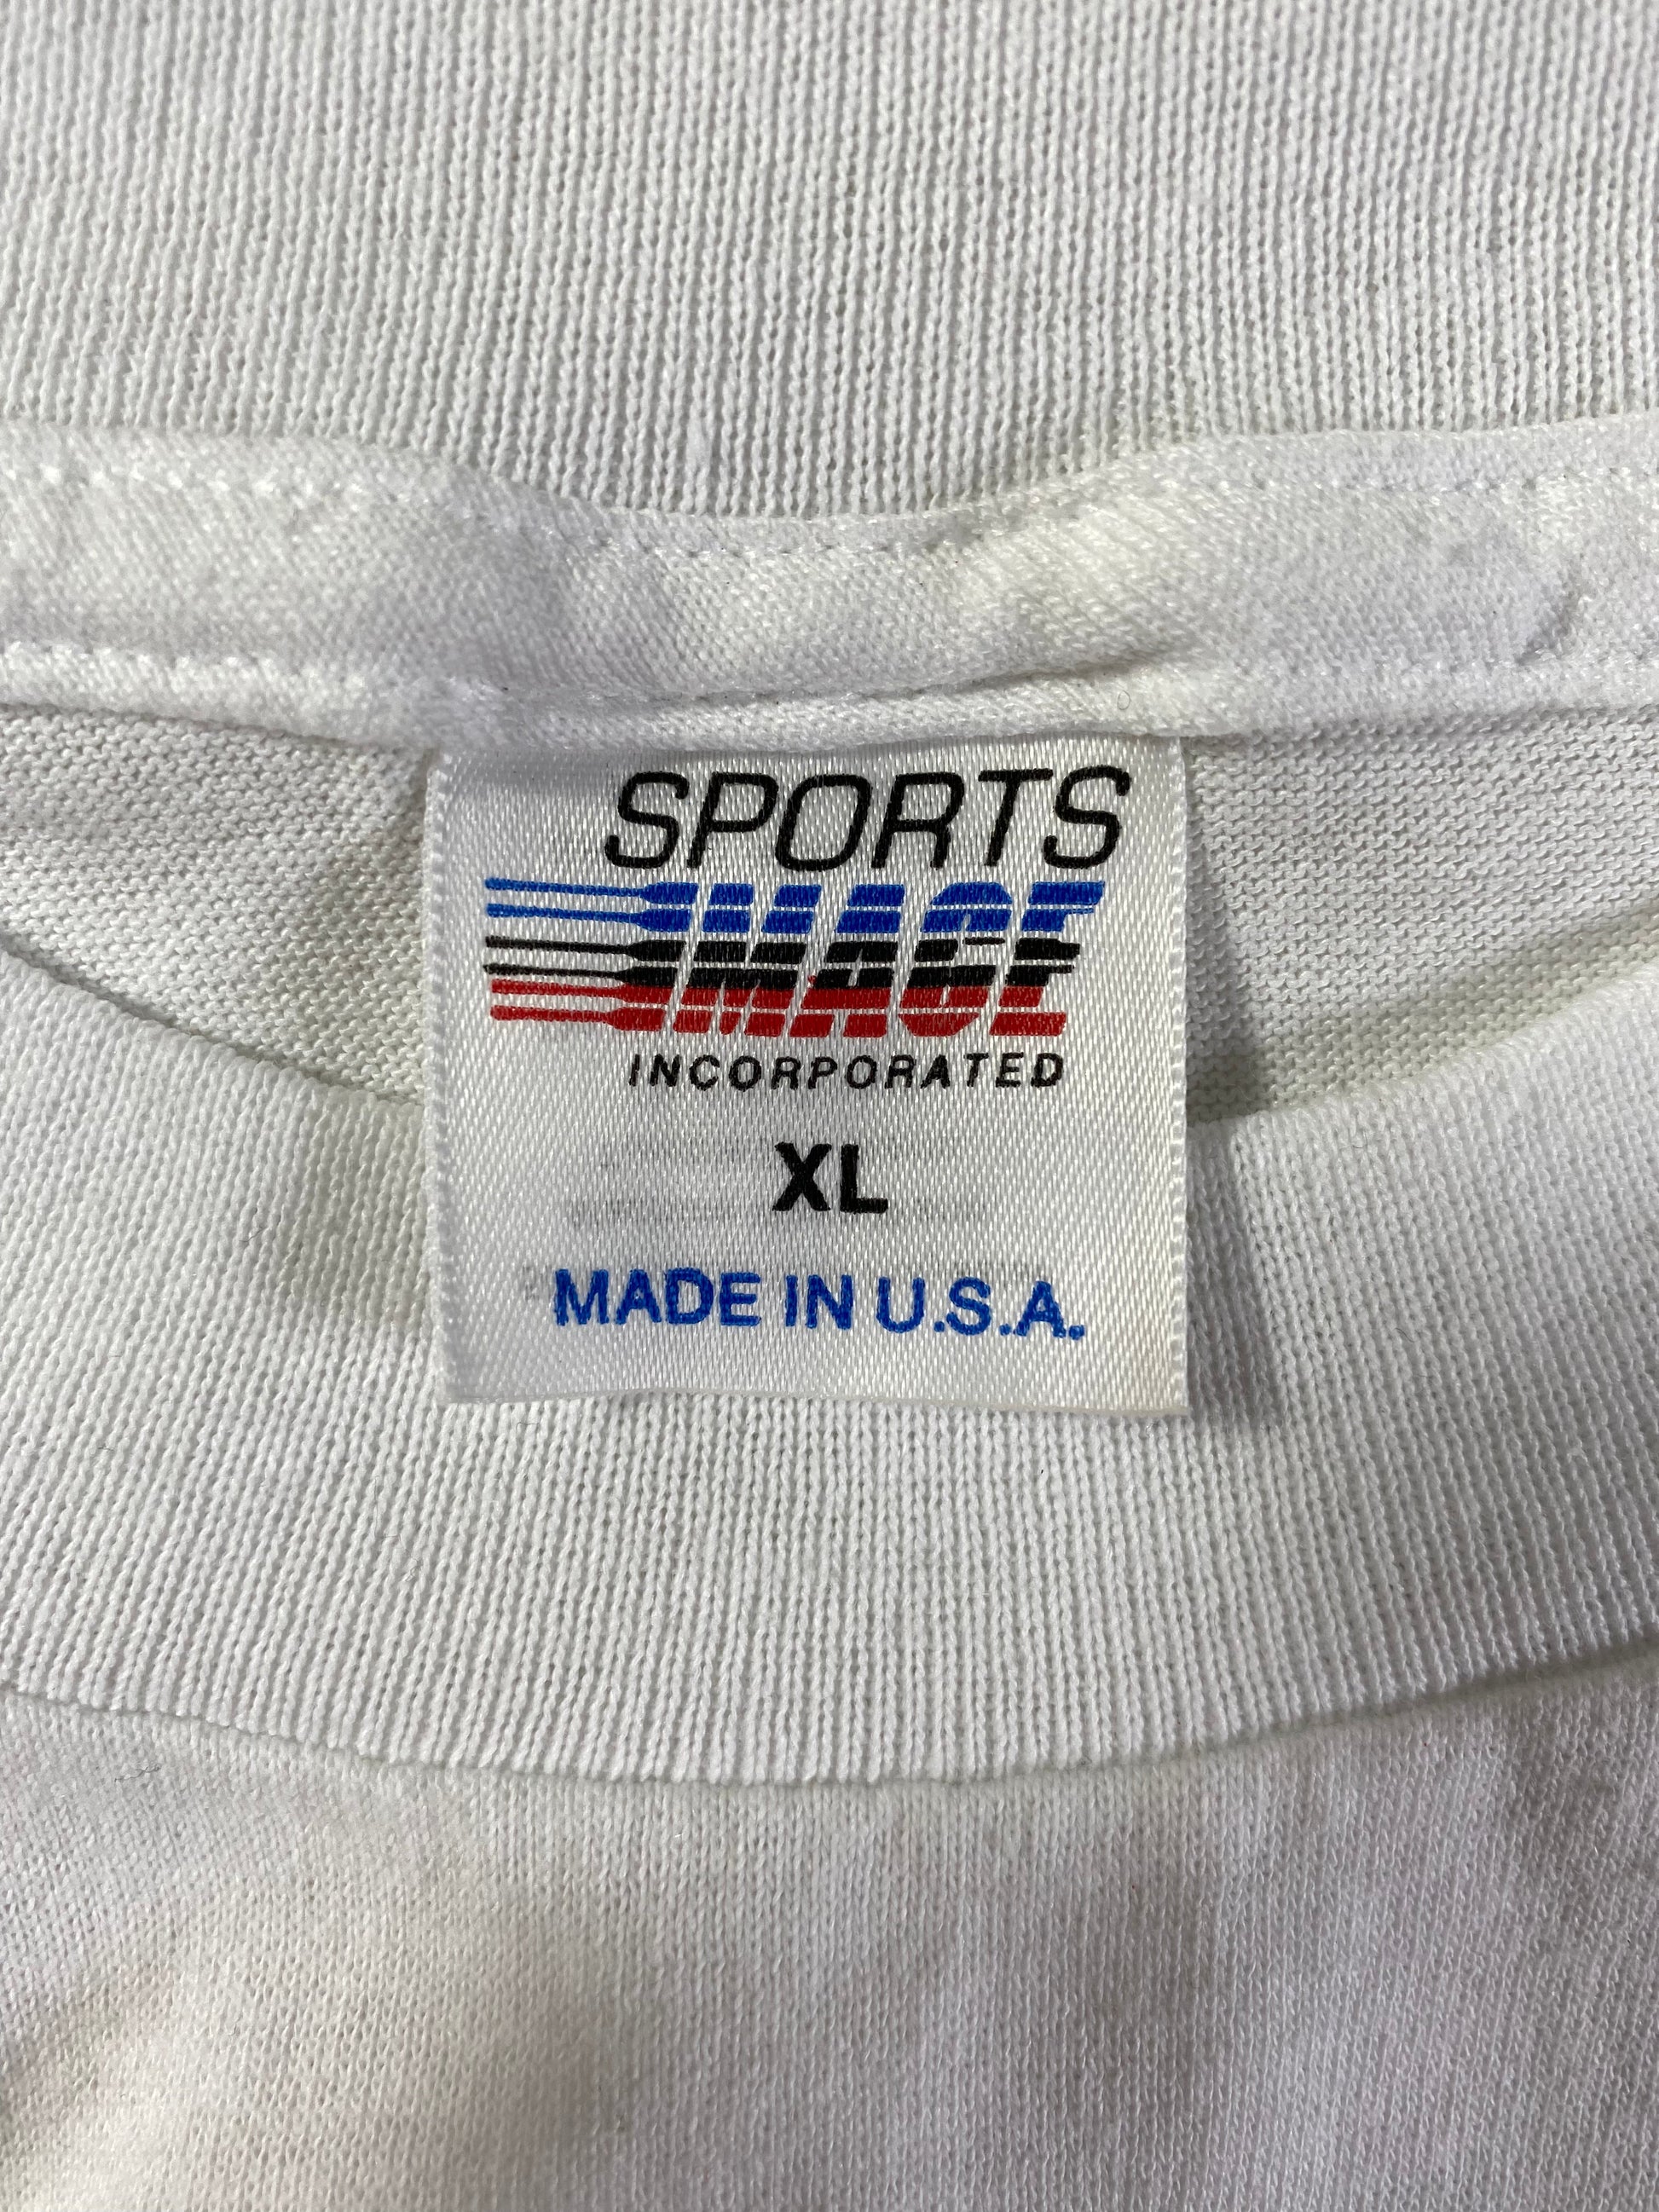 SPORTS
IMAGE
INCORPORATED
XL
MADE IN U.S.A.